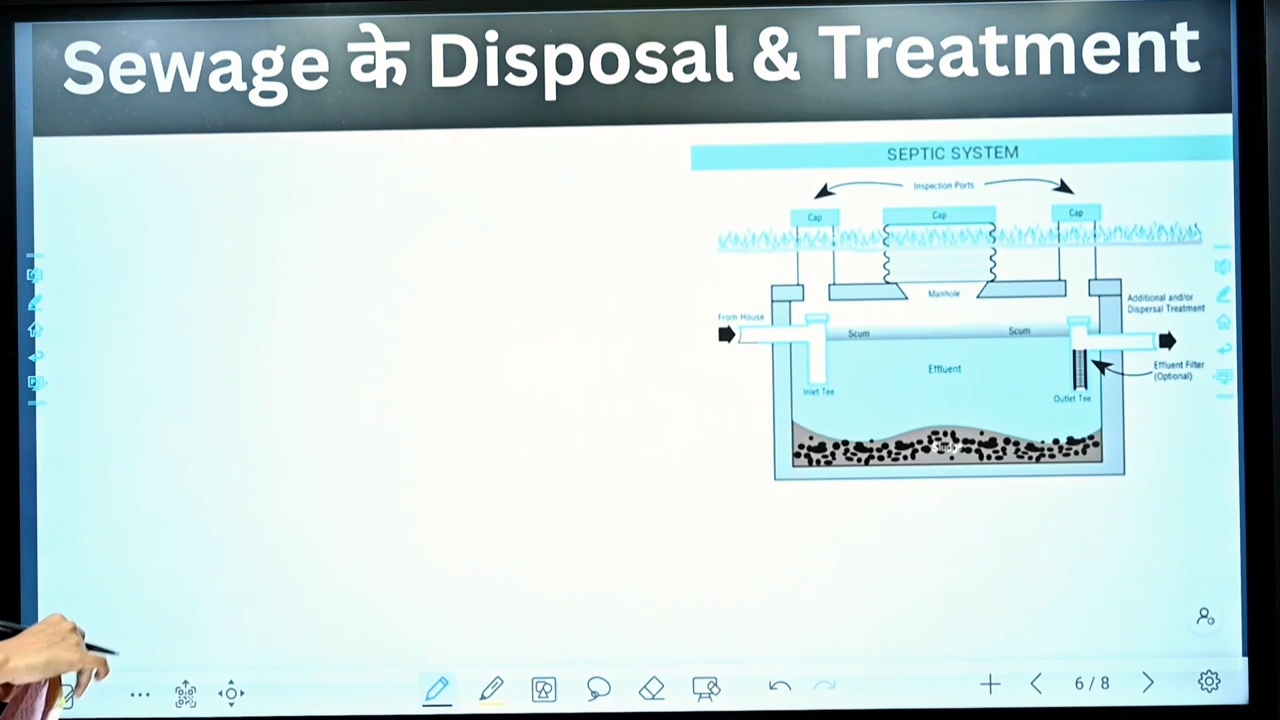 Sewage के Disposal & Treatment
SEPTIC SYSTEM
Inspection Ports
Cap
Cap
Cap
Manhole
Additional and/or
Dispersal Treatment
From House
Scum
Scum
Effluent
Effluent Filter
(Optional)
Inlet Tee
Outlet Tee
6 / 8